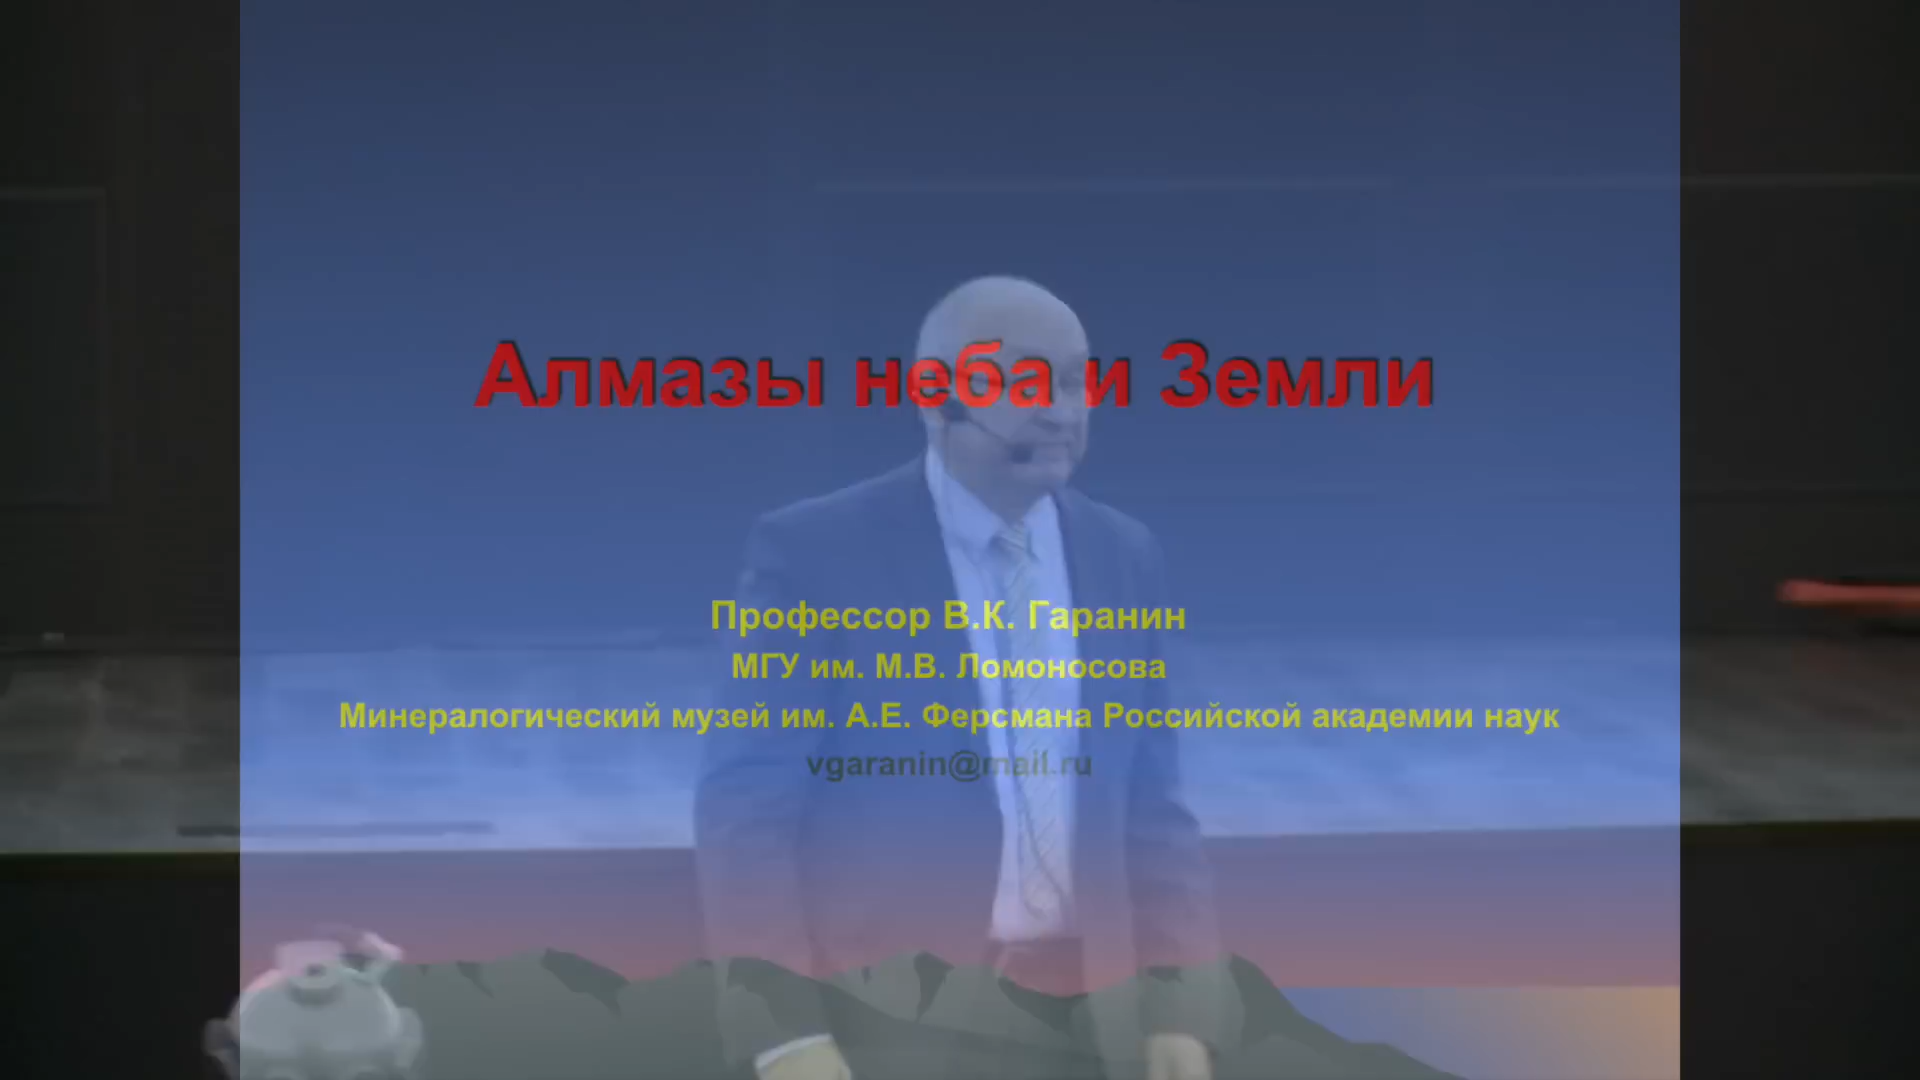 Алмазы неба и Земли
Профессор В.К. Гаранин
МГУ им. М.В. Ломоносова
Минералогический музей им. А.Е. Ферсмана Российской академии наук
vgaranin@mail.ru